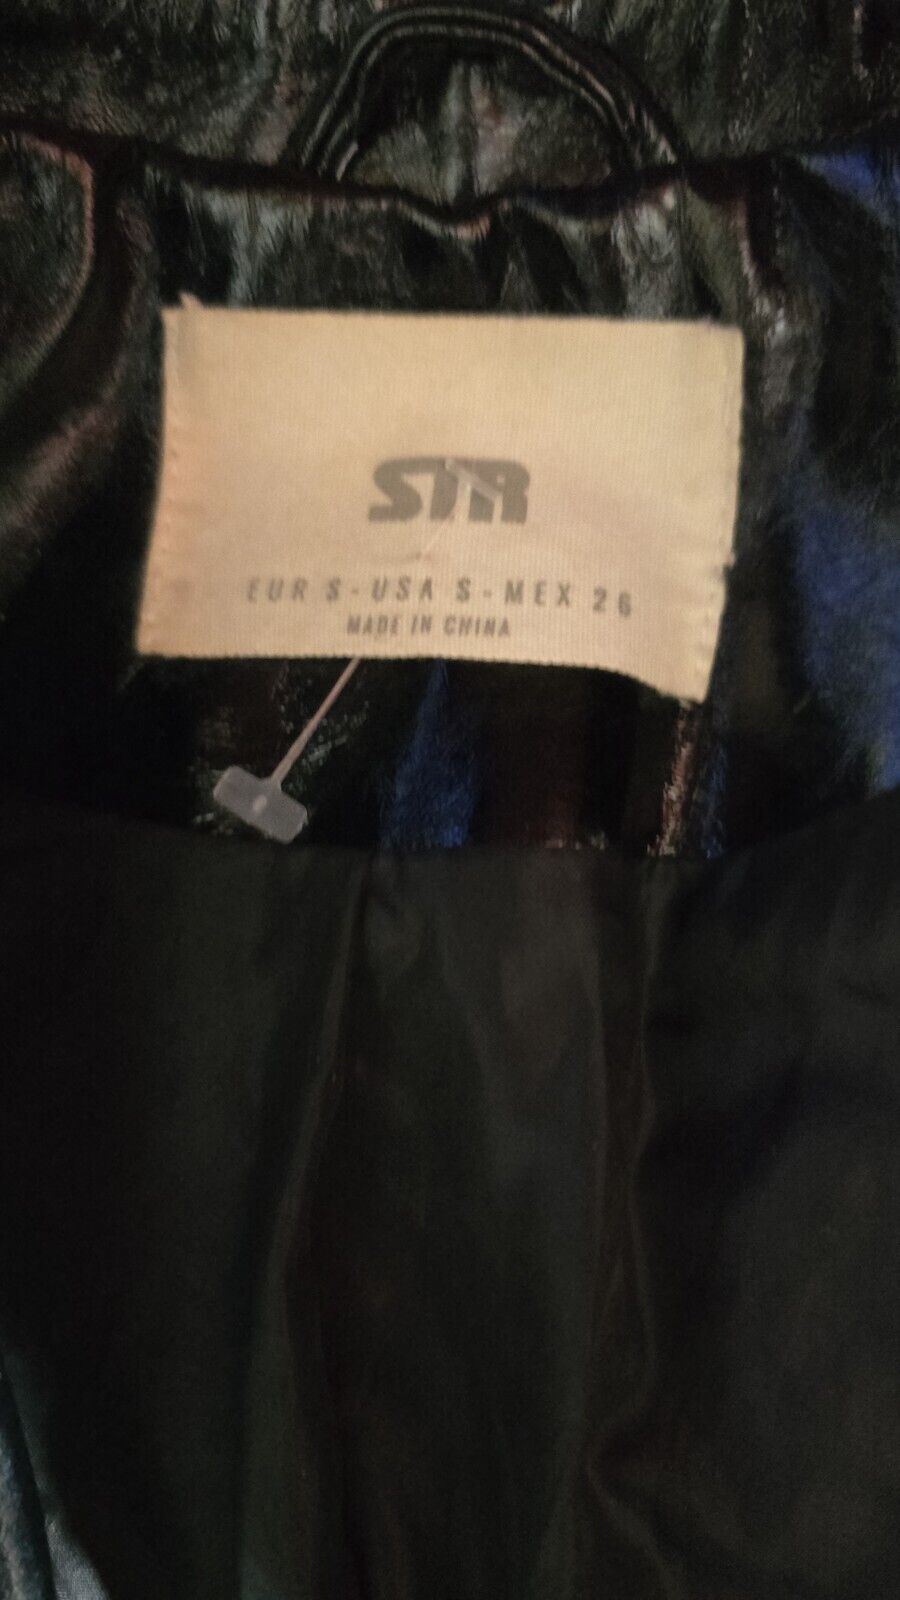 STR
EUR S - USA S - MEX 26
MADE IN CHINA